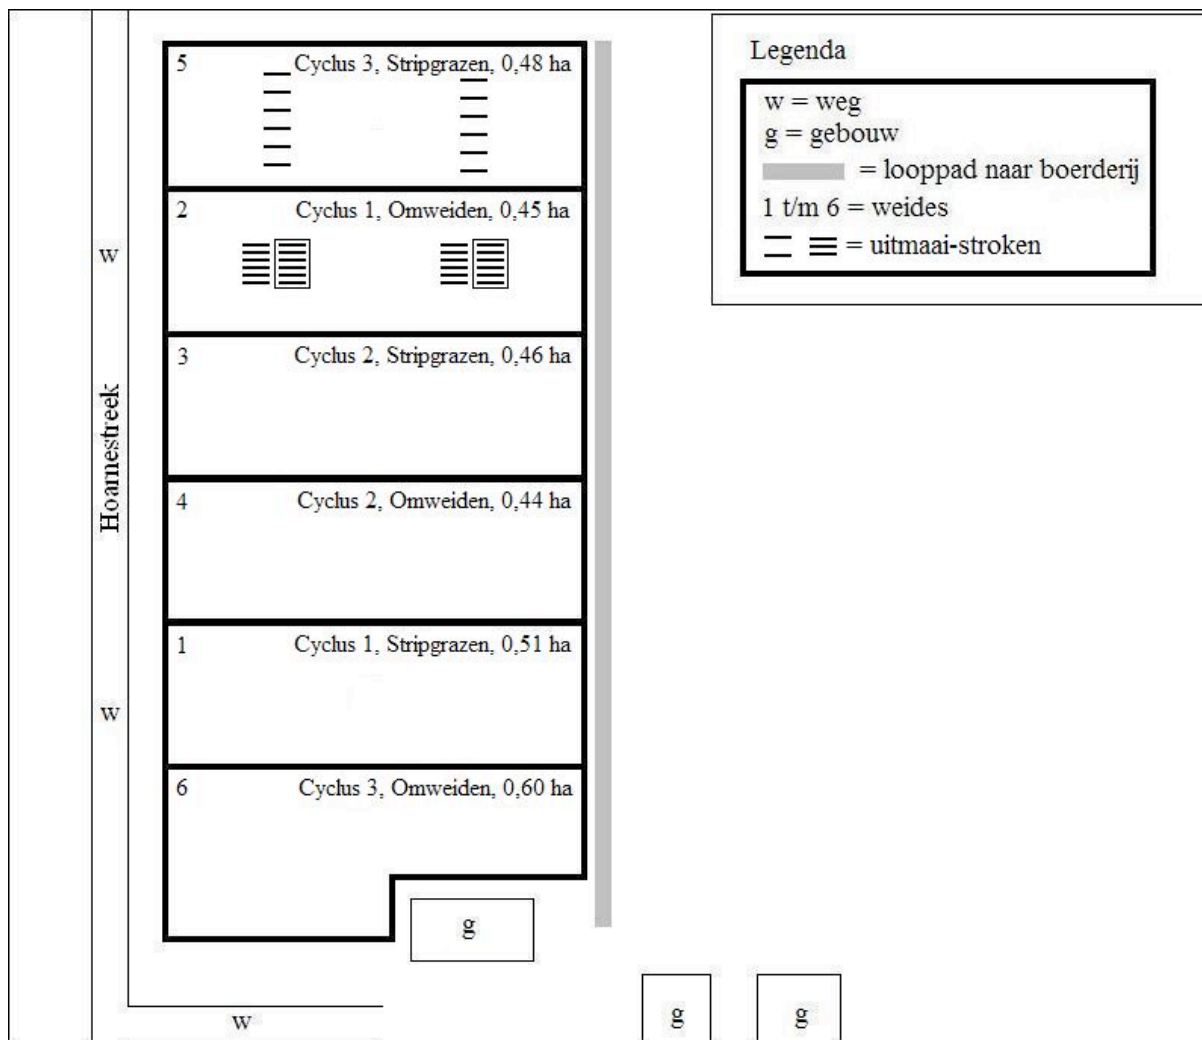 5 Cyclus 3, Stripgrazen, 0,48 ha
2 Cyclus 1, Omweiden, 0,45 ha
w
3 Cyclus 2, Stripgrazen, 0,46 ha
Hoarnestreek
4 Cyclus 2, Omweiden, 0,44 ha
1 Cyclus 1, Stripgrazen, 0,51 ha
w
6 Cyclus 3, Omweiden, 0,60 ha
g
w
g
g
Legenda
w = weg
g = gebouw
= looppad naar boerderij
1 t/m 6 = weides
= uitmaai-stroken